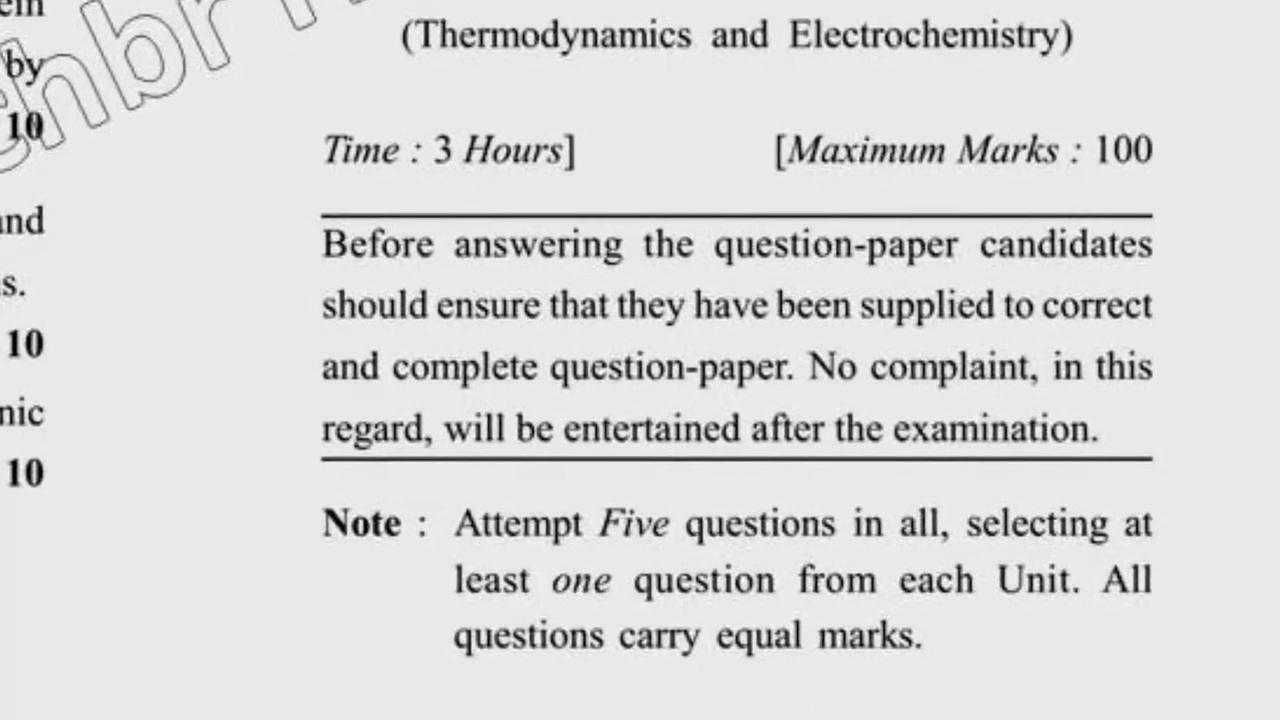 by
10
and
s.
10
nic
10
(Thermodynamics and Electrochemistry)
Time : 3 Hours] [Maximum Marks : 100
Before answering the question-paper candidates
should ensure that they have been supplied to correct
and complete question-paper. No complaint, in this
regard, will be entertained after the examination.
Note : Attempt Five questions in all, selecting at
least one question from each Unit. All
questions carry equal marks.